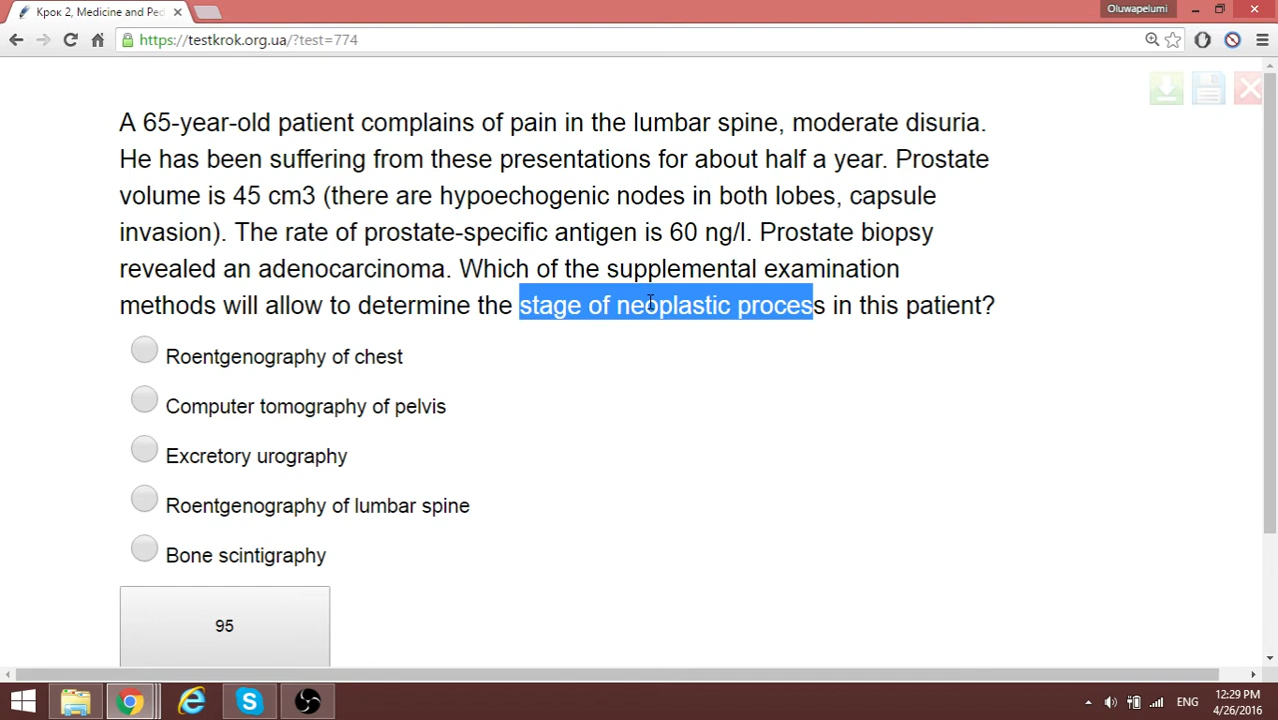 Крок 2, Medicine and Ped
Oluwapelumi
https://testkrok.org.ua/?test=774
A 65-year-old patient complains of pain in the lumbar spine, moderate disuria.
He has been suffering from these presentations for about half a year. Prostate
volume is 45 cm3 (there are hypoechogenic nodes in both lobes, capsule
invasion). The rate of prostate-specific antigen is 60 ng/l. Prostate biopsy
revealed an adenocarcinoma. Which of the supplemental examination
methods will allow to determine the stage of neoplastic process in this patient?
Roentgenography of chest
Computer tomography of pelvis
Excretory urography
Roentgenography of lumbar spine
Bone scintigraphy
95
ENG
12:29 PM
4/26/2016